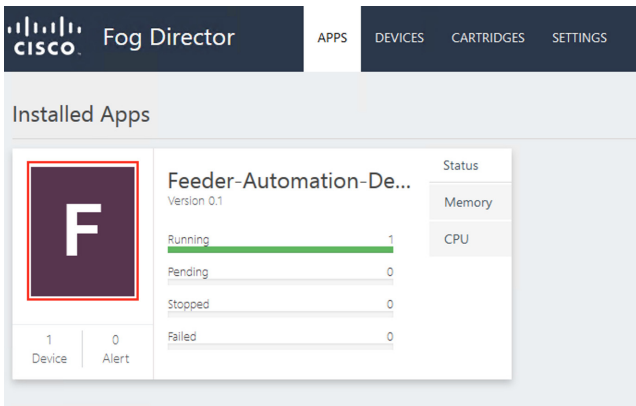 CISCO
Fog Director
APPS
DEVICES
CARTRIDGES
SETTINGS
Installed Apps
F
Feeder-Automation-De...
Version 0.1
Running 1
Pending 0
Stopped 0
Failed 0
1
Device
0
Alert
Status
Memory
CPU